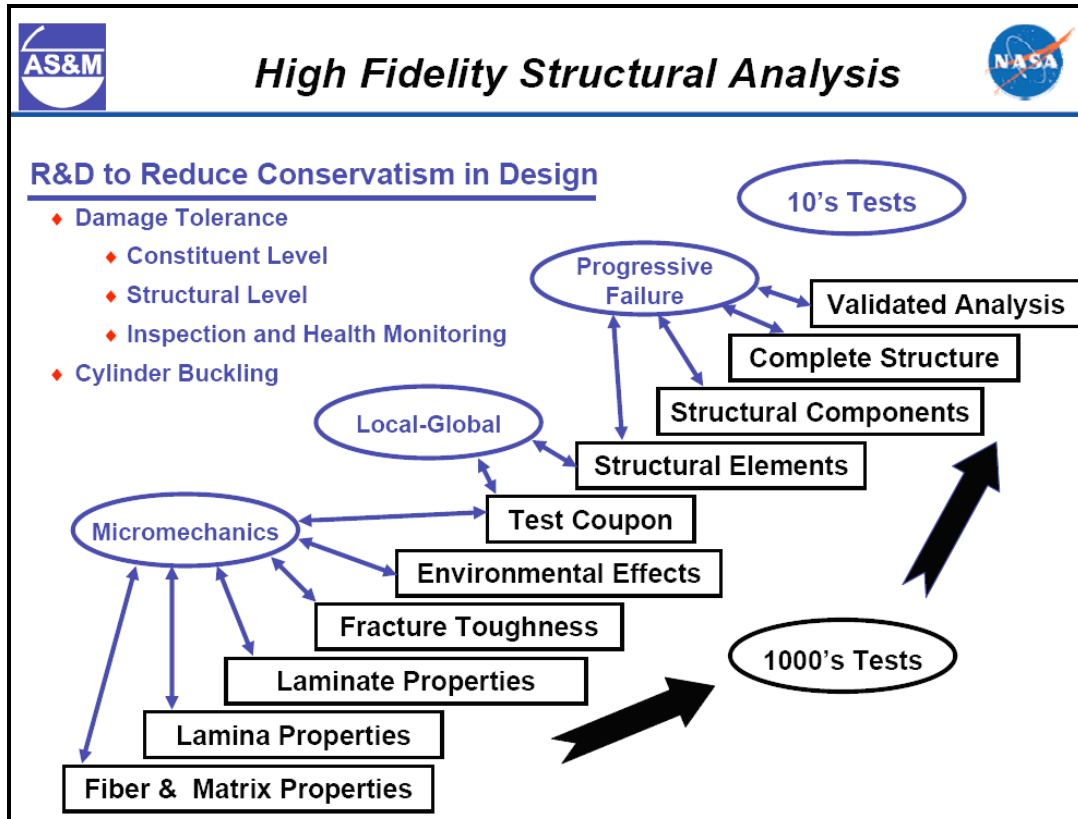 AS&M
High Fidelity Structural Analysis
NASA
R&D to Reduce Conservatism in Design
Damage Tolerance
Constituent Level
Structural Level
Inspection and Health Monitoring
Cylinder Buckling
10's Tests
Progressive
Failure
Validated Analysis
Complete Structure
Structural Components
Local-Global
Structural Elements
Test Coupon
Micromechanics
Environmental Effects
Fracture Toughness
1000's Tests
Laminate Properties
Lamina Properties
Fiber & Matrix Properties